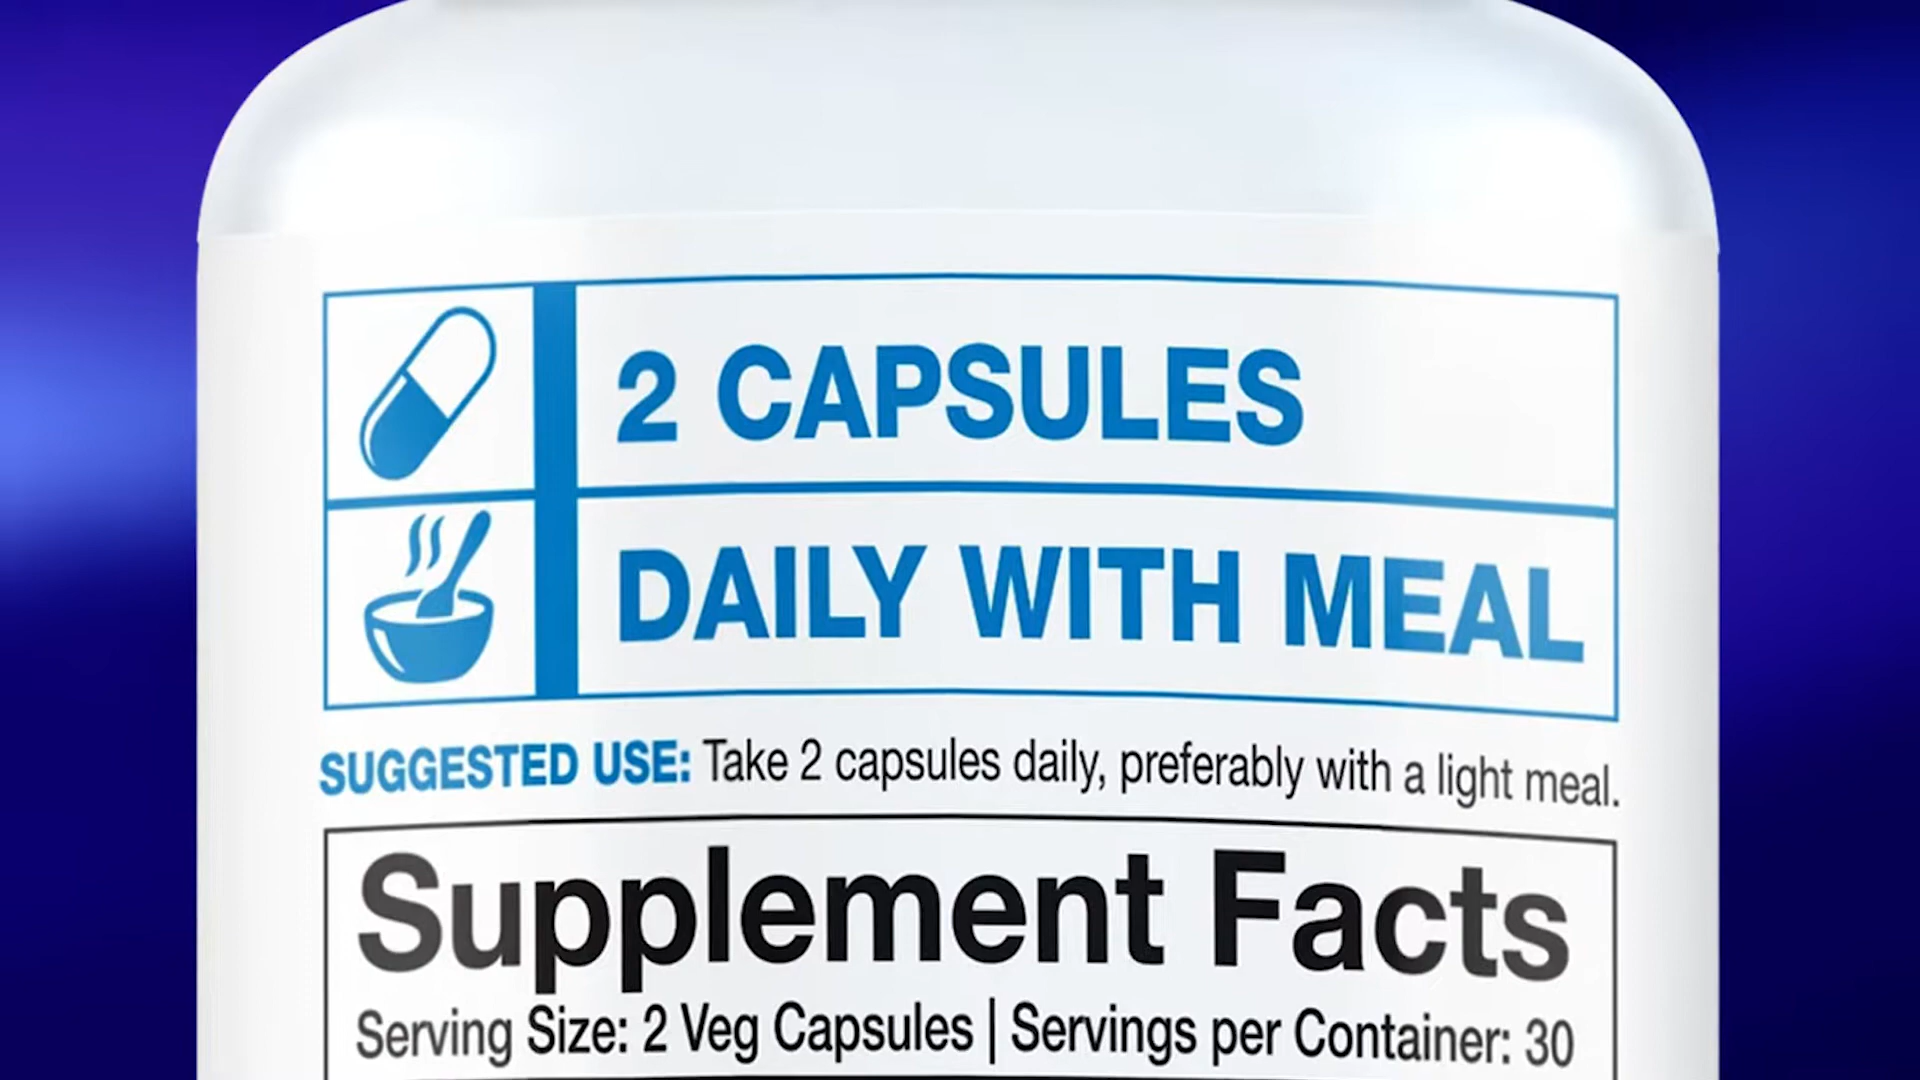 2 CAPSULES
DAILY WITH MEAL
SUGGESTED USE: Take 2 capsules daily, preferably with a light meal.
Supplement Facts
Serving Size: 2 Veg Capsules | Servings per Container: 30